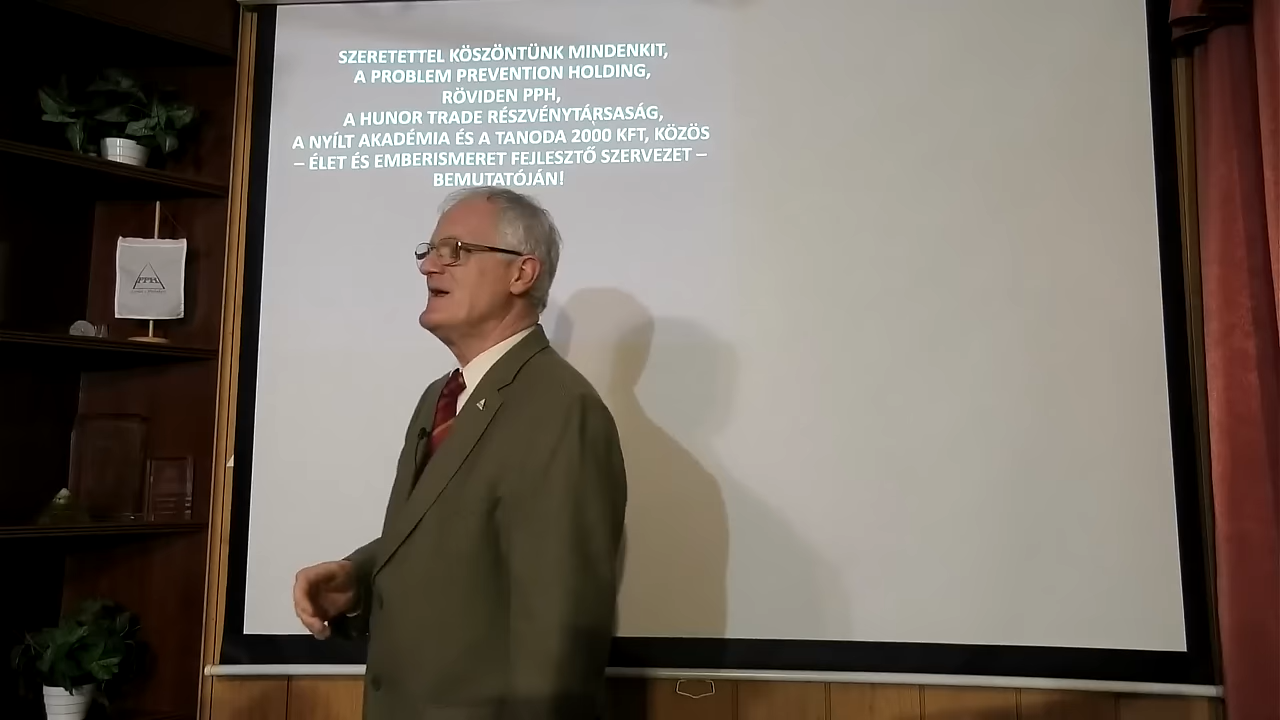 SZERETETTEL KÖSZÖNTÜNK MINDENKIT,
A PROBLEM PREVENTION HOLDING,
RÖVIDEN PPH,
A HUNOR TRADE RÉSZVÉNYTÁRSASÁG,
A NYÍLT AKADÉMIA ÉS A TANODA 2000 KFT, KÖZÖS
– ÉLET ÉS EMBERISMERET FEJLESZTŐ SZERVEZET –
BEMUTATÓJÁN!